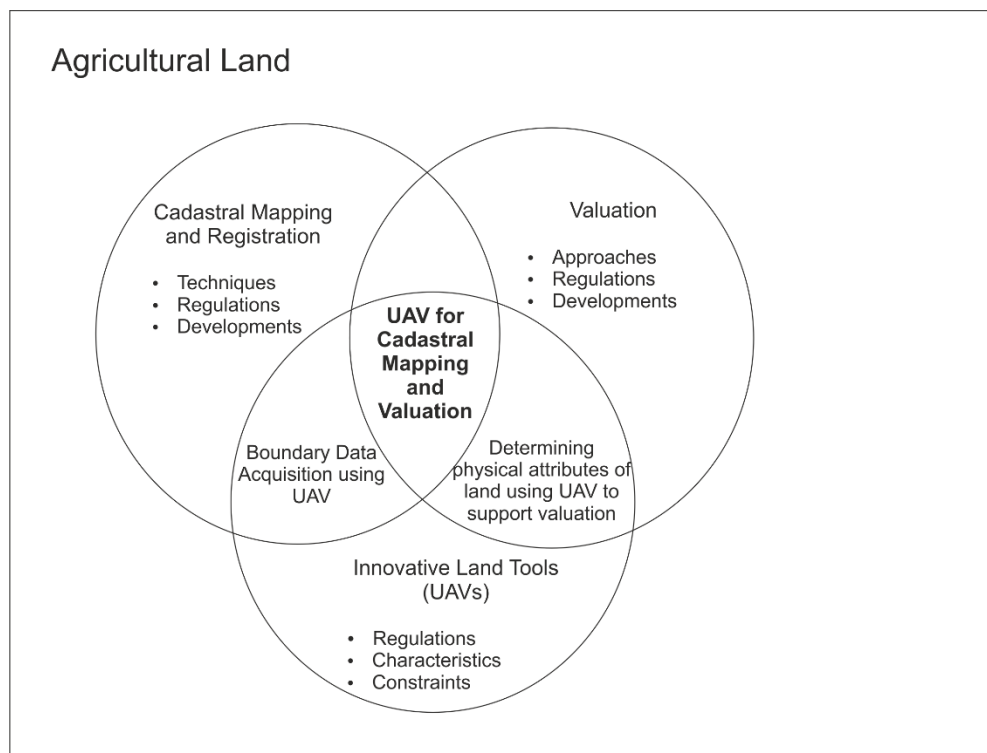 Agricultural Land
Cadastral Mapping
and Registration
• Techniques
• Regulations
• Developments
Valuation
• Approaches
• Regulations
• Developments
UAV for
Cadastral
Mapping
and
Valuation
Boundary Data
Acquisition using
UAV
Determining
physical attributes of
land using UAV to
support valuation
Innovative Land Tools
(UAVs)
• Regulations
• Characteristics
• Constraints